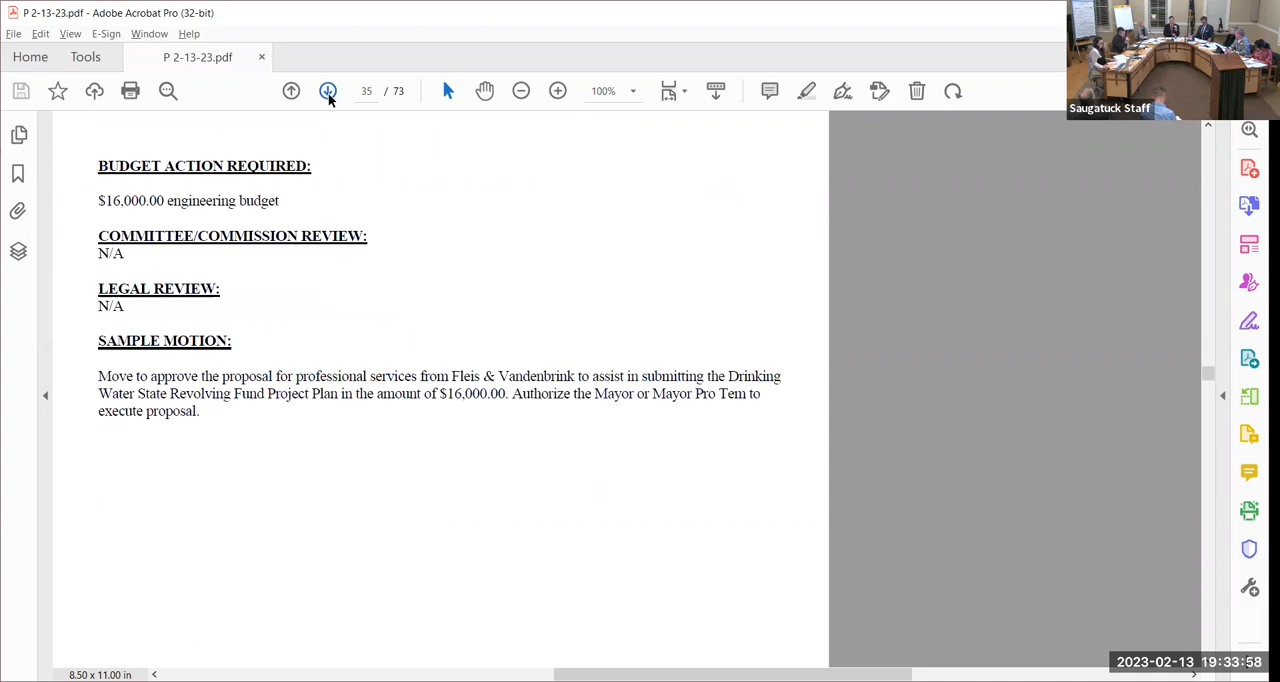 P 2-13-23.pdf - Adobe Acrobat Pro (32-bit)
File Edit View E-Sign Window Help
Home Tools P 2-13-23.pdf ×
35 / 73 100%
Saugatuck Staff
BUDGET ACTION REQUIRED:
$16,000.00 engineering budget
COMMITTEE/COMMISSION REVIEW:
N/A
LEGAL REVIEW:
N/A
SAMPLE MOTION:
Move to approve the proposal for professional services from Fleis & Vandenbrink to assist in submitting the Drinking
Water State Revolving Fund Project Plan in the amount of $16,000.00. Authorize the Mayor or Mayor Pro Tem to
execute proposal.
8.50 x 11.00 in
2023-02-13 19:33:58